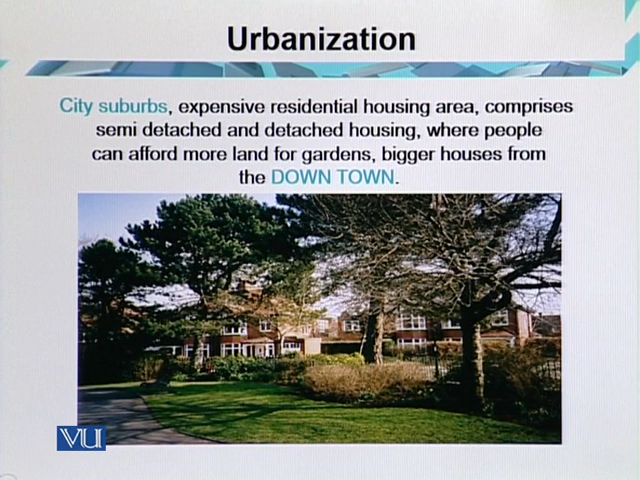 Urbanization
City suburbs, expensive residential housing area, comprises
semi detached and detached housing, where people
can afford more land for gardens, bigger houses from
the DOWN TOWN.
VU